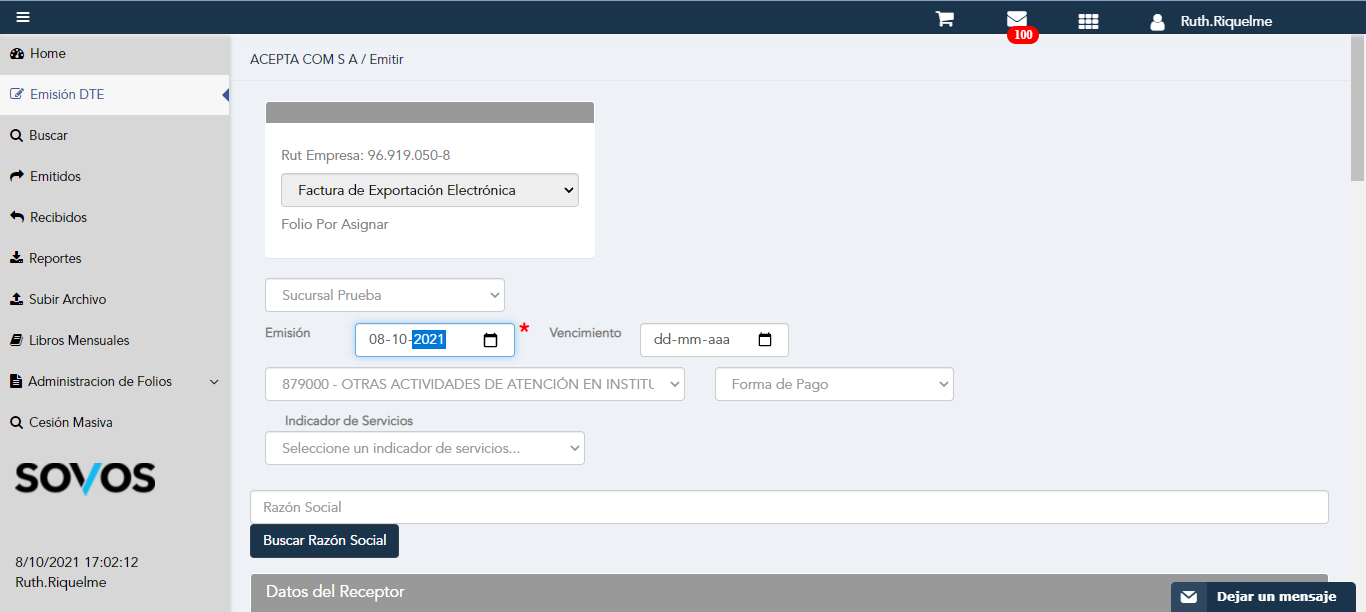 Ruth.Riquelme
100
Home
Emisión DTE
Buscar
Emitidos
Recibidos
Reportes
Subir Archivo
Libros Mensuales
Administracion de Folios
Cesión Masiva
SOVOS
8/10/2021 17:02:12
Ruth.Riquelme
ACEPTA COM S A / Emitir
Rut Empresa: 96.919.050-8
Factura de Exportación Electrónica
Folio Por Asignar
Sucursal Prueba
Emisión 08-10-2021 * Vencimiento dd-mm-aaa
879000 - OTRAS ACTIVIDADES DE ATENCIÓN EN INSTITU Forma de Pago
Indicador de Servicios
Seleccione un indicador de servicios...
Razón Social
Buscar Razón Social
Datos del Receptor
Dejar un mensaje